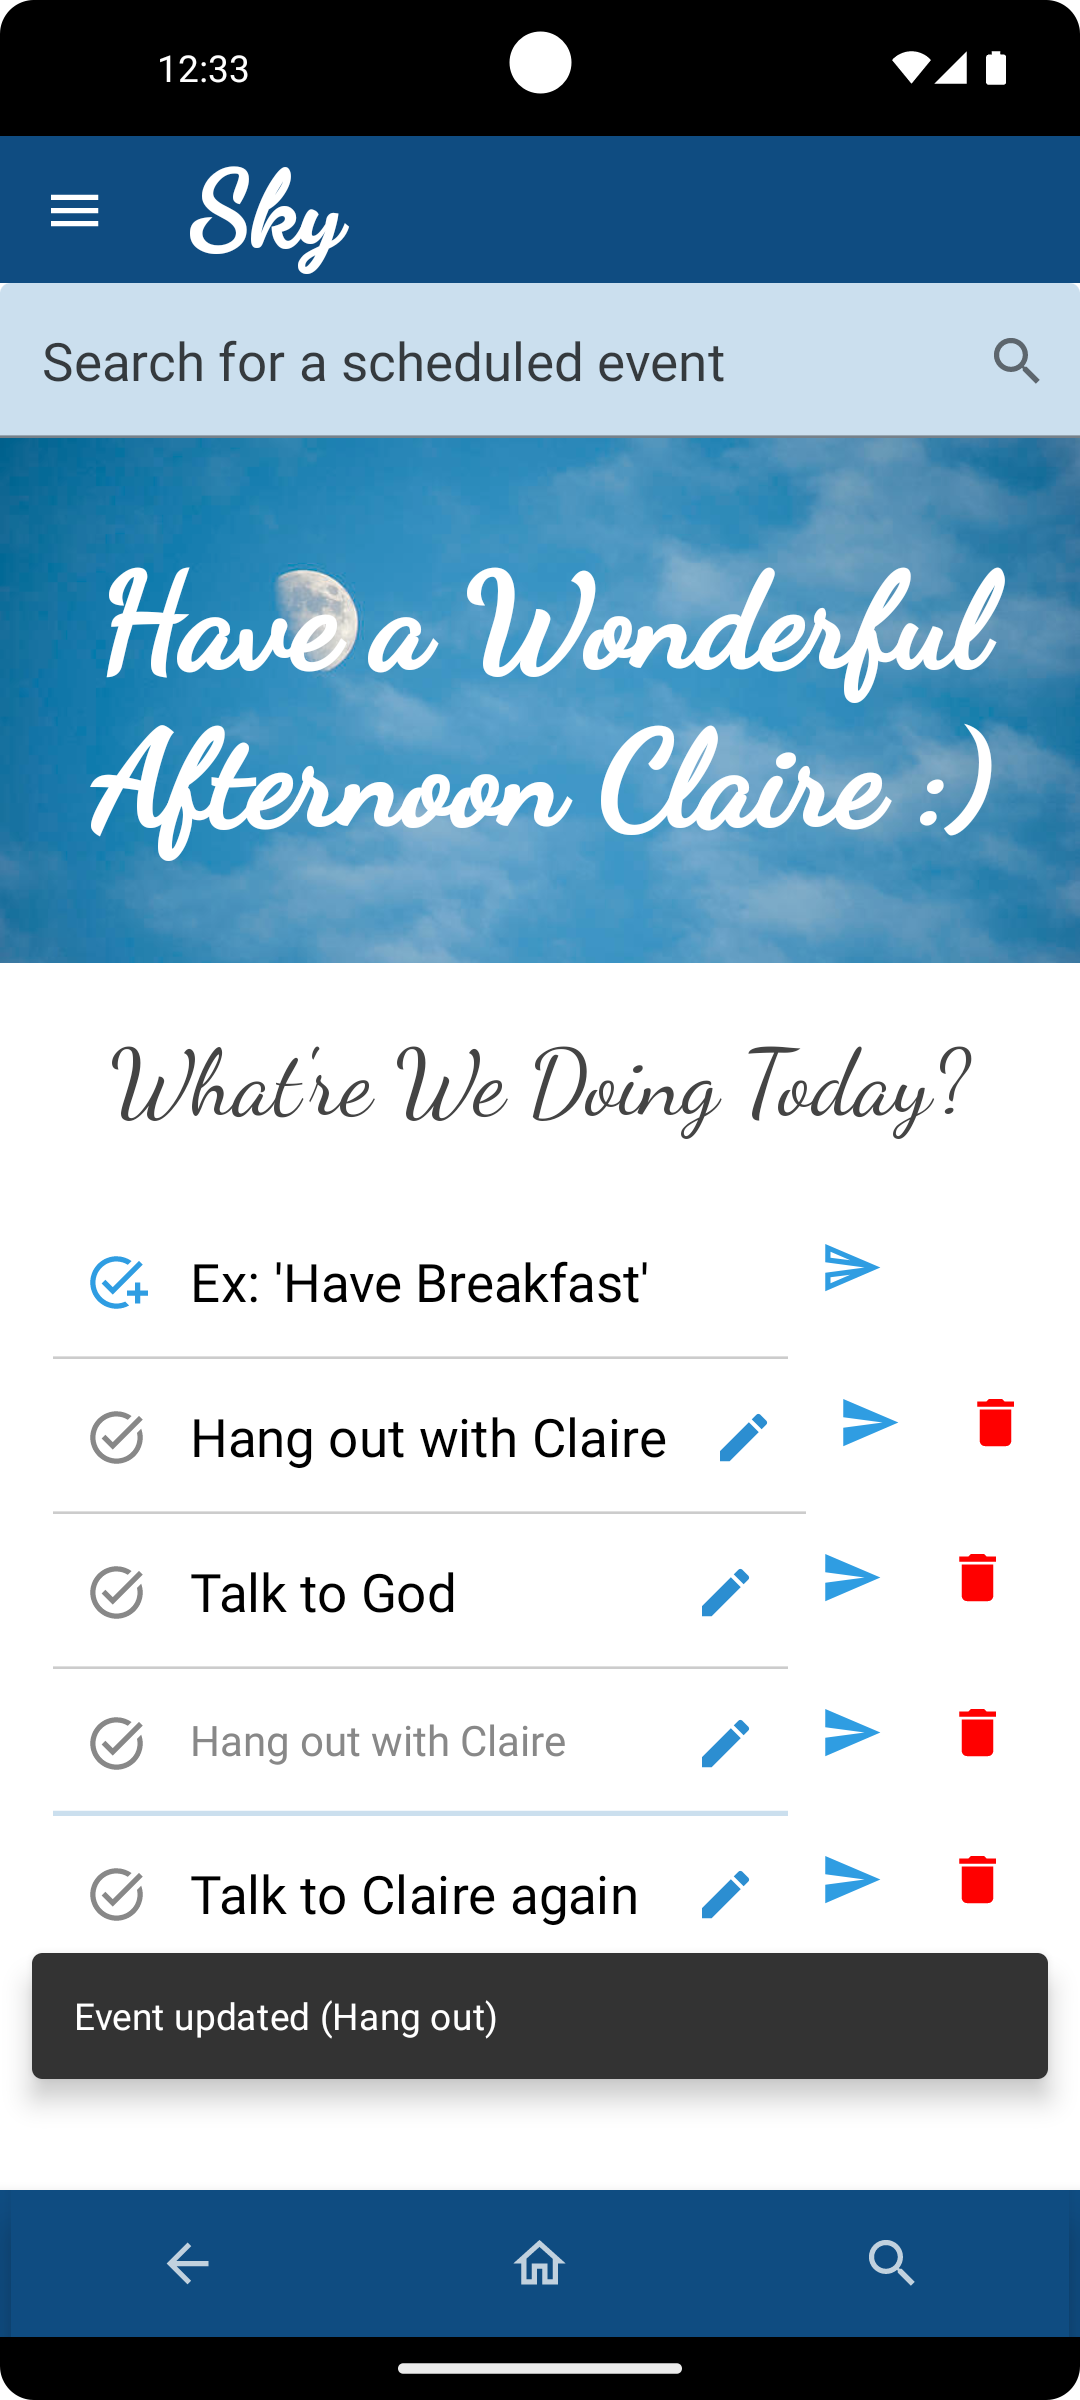 12:33
Sky
Search for a scheduled event
Have a Wonderful
Afternoon Claire :)
What're We Doing Today?
Ex: 'Have Breakfast'
Hang out with Claire
Talk to God
Hang out with Claire
Talk to Claire again
Event updated (Hang out)